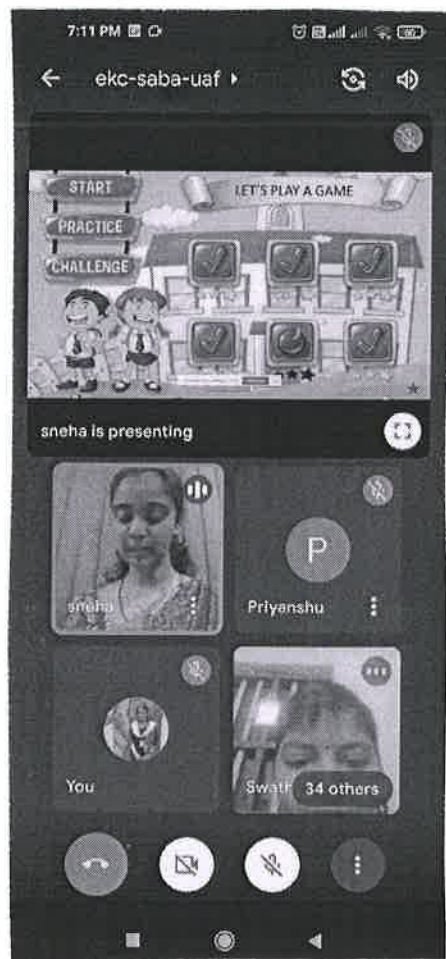 7:11 PM
ekc-saba-uaf
START
LET'S PLAY A GAME
PRACTICE
CHALLENGE
sneha is presenting
sneha
P
Priyanshu
You
Swath
34 others